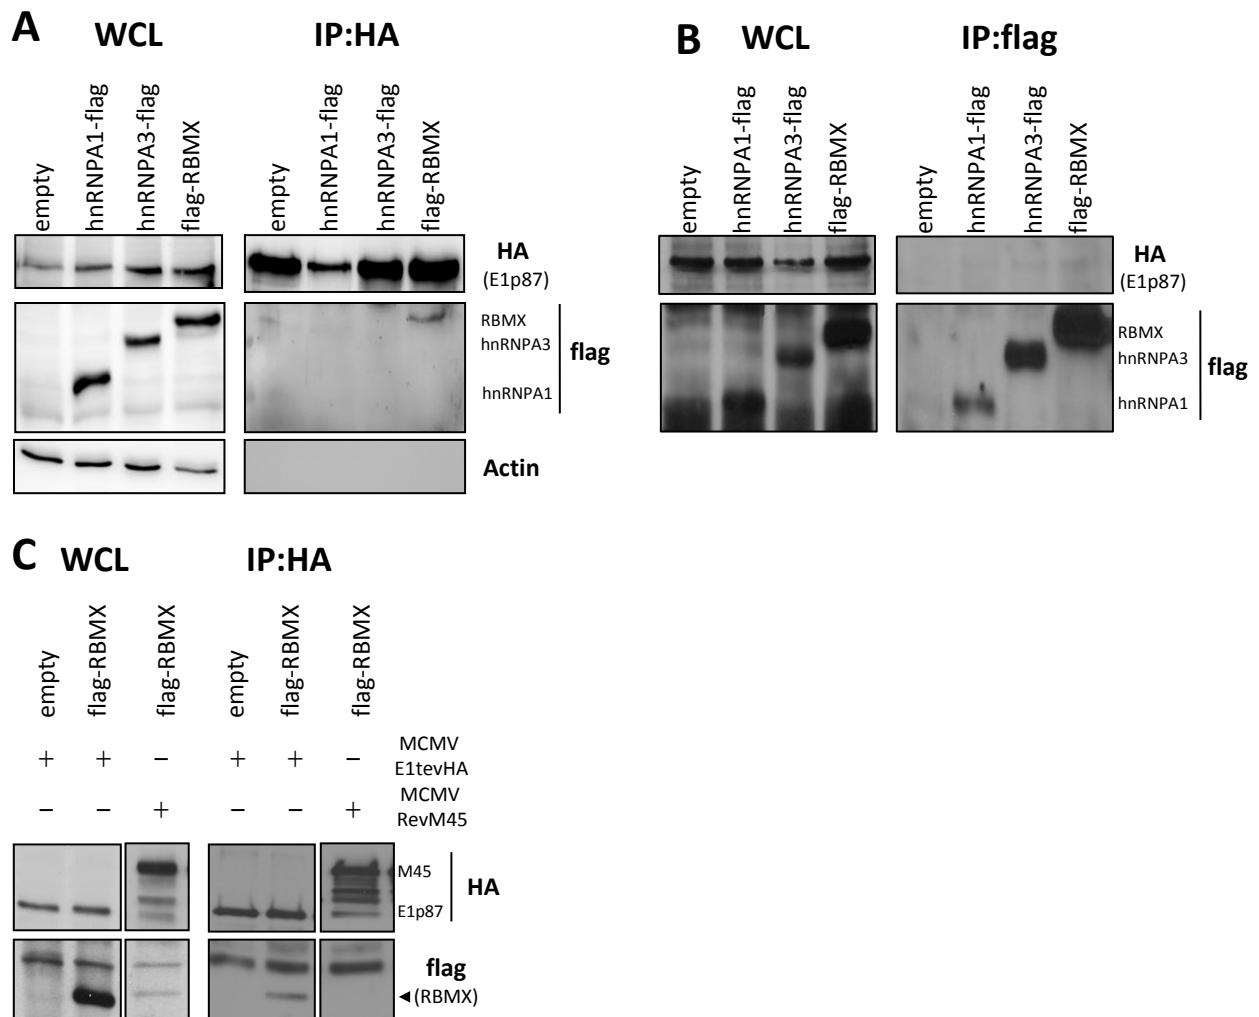 A
WCL
IP:HA
empty
hnRNPA1-flag
hnRNPA3-flag
flag-RBMX
empty
hnRNPA1-flag
hnRNPA3-flag
flag-RBMX
HA
(E1p87)
RBMX
hnRNPA3
hnRNPA1
flag
Actin
B
WCL
IP:flag
empty
hnRNPA1-flag
hnRNPA3-flag
flag-RBMX
empty
hnRNPA1-flag
hnRNPA3-flag
flag-RBMX
HA
(E1p87)
RBMX
hnRNPA3
hnRNPA1
flag
C
WCL
IP:HA
empty
flag-RBMX
flag-RBMX
empty
flag-RBMX
flag-RBMX
+ + − + + − MCMV
E1tevHA
− − + − − + MCMV
RevM45
M45
E1p87
HA
flag
◄(RBMX)